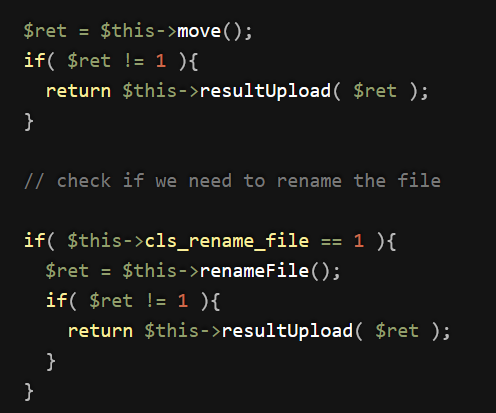 $ret = $this->move();
if( $ret != 1 ){
  return $this->resultUpload( $ret );
}

// check if we need to rename the file

if( $this->cls_rename_file == 1 ){
  $ret = $this->renameFile();
  if( $ret != 1 ){
    return $this->resultUpload( $ret );
  }
}